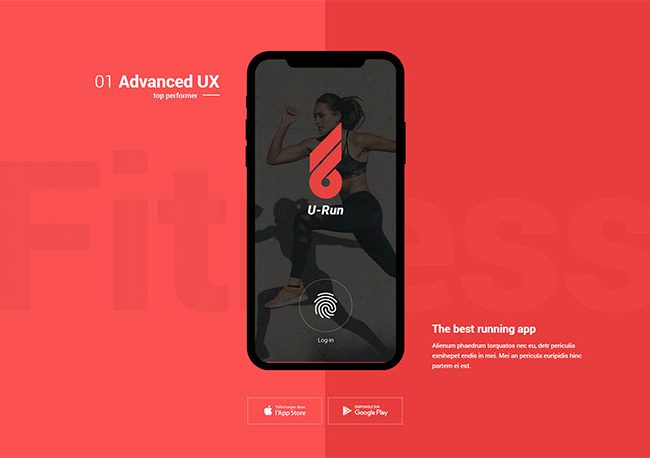 01 Advanced UX
top performer
Fitness
U-Run
Log-in
The best running app
Alienum phaedrum torquatos nec eu, detr periculis
exnihepet endis in mei. Mei an pericula euripidis hinc
partem ei est.
Télécharger dans
l'App Store
DISPONIBLE SUR
Google Play